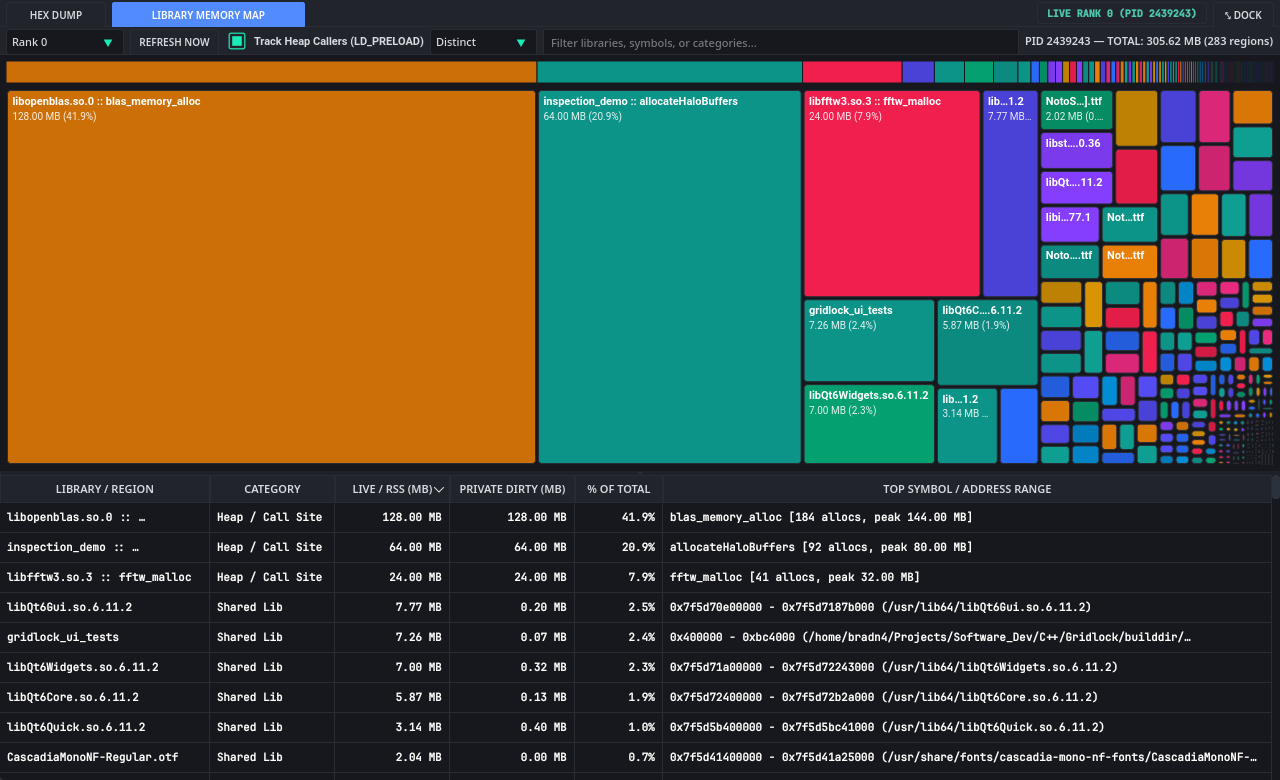 HEX DUMP
LIBRARY MEMORY MAP
LIVE RANK 0 (PID 2439243)
DOCK
Rank 0
REFRESH NOW
Track Heap Callers (LD_PRELOAD)
Distinct
Filter libraries, symbols, or categories...
PID 2439243 — TOTAL: 305.62 MB (283 regions)
libopenblas.so.0 :: blas_memory_alloc
128.00 MB (41.9%)
inspection_demo :: allocateHaloBuffers
64.00 MB (20.9%)
libfftw3.so.3 :: fftw_malloc
24.00 MB (7.9%)
lib…1.2
7.77 MB…
NotoS…].ttf
2.02 MB (0.…
libst….0.36
libQt….11.2
libi…77.1
Not…ttf
Noto….ttf
Not…ttf
gridlock_ui_tests
7.26 MB (2.4%)
libQt6C….6.11.2
5.87 MB (1.9%)
libQt6Widgets.so.6.11.2
7.00 MB (2.3%)
lib…1.2
3.14 MB …
LIBRARY / REGION CATEGORY LIVE / RSS (MB) PRIVATE DIRTY (MB) % OF TOTAL TOP SYMBOL / ADDRESS RANGE
libopenblas.so.0 :: … Heap / Call Site 128.00 MB 128.00 MB 41.9% blas_memory_alloc [184 allocs, peak 144.00 MB]
inspection_demo :: … Heap / Call Site 64.00 MB 64.00 MB 20.9% allocateHaloBuffers [92 allocs, peak 80.00 MB]
libfftw3.so.3 :: fftw_malloc Heap / Call Site 24.00 MB 24.00 MB 7.9% fftw_malloc [41 allocs, peak 32.00 MB]
libQt6Gui.so.6.11.2 Shared Lib 7.77 MB 0.20 MB 2.5% 0x7f5d70e00000 - 0x7f5d7187b000 (/usr/lib64/libQt6Gui.so.6.11.2)
gridlock_ui_tests Shared Lib 7.26 MB 0.07 MB 2.4% 0x400000 - 0xbc4000 (/home/bradn4/Projects/Software_Dev/C++/Gridlock/builddir/…
libQt6Widgets.so.6.11.2 Shared Lib 7.00 MB 0.32 MB 2.3% 0x7f5d71a00000 - 0x7f5d72243000 (/usr/lib64/libQt6Widgets.so.6.11.2)
libQt6Core.so.6.11.2 Shared Lib 5.87 MB 0.13 MB 1.9% 0x7f5d72400000 - 0x7f5d72b2a000 (/usr/lib64/libQt6Core.so.6.11.2)
libQt6Quick.so.6.11.2 Shared Lib 3.14 MB 0.40 MB 1.0% 0x7f5d5b400000 - 0x7f5d5bc41000 (/usr/lib64/libQt6Quick.so.6.11.2)
CascadiaMonoNF-Regular.otf Shared Lib 2.04 MB 0.00 MB 0.7% 0x7f5d41400000 - 0x7f5d41a25000 (/usr/share/fonts/cascadia-mono-nf-fonts/CascadiaMonoNF-…